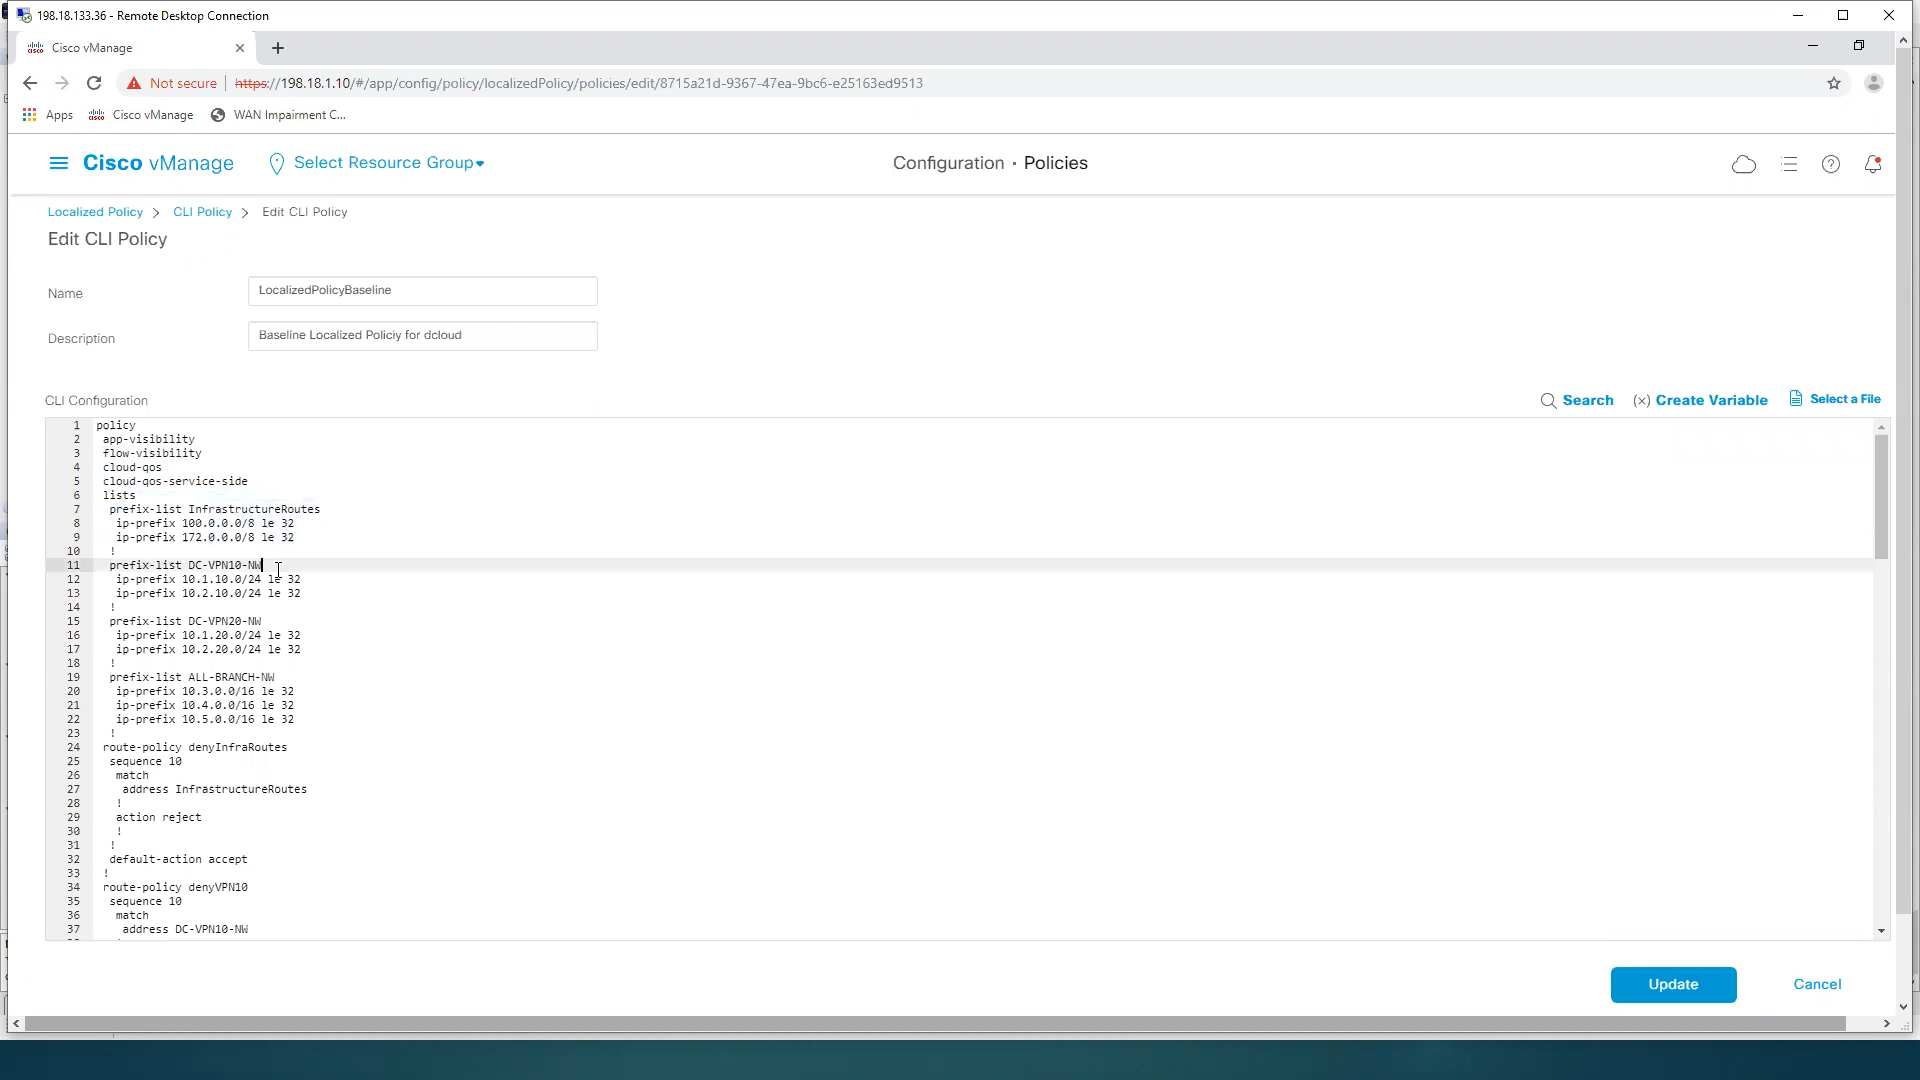 198.18.133.36 - Remote Desktop Connection
Cisco vManage
Not secure https://198.18.1.10/#/app/config/policy/localizedPolicy/policies/edit/8715a21d-9367-47ea-9bc6-e25163ed9513
Apps Cisco vManage WAN Impairment C...
Cisco vManage Select Resource Group Configuration · Policies
Localized Policy > CLI Policy > Edit CLI Policy
Edit CLI Policy
Name LocalizedPolicyBaseline
Description Baseline Localized Policiy for dcloud
CLI Configuration Search (x) Create Variable Select a File
1 policy
2 app-visibility
3 flow-visibility
4 cloud-qos
5 cloud-qos-service-side
6 lists
7 prefix-list InfrastructureRoutes
8 ip-prefix 100.0.0.0/8 le 32
9 ip-prefix 172.0.0.0/8 le 32
10 !
11 prefix-list DC-VPN10-NW
12 ip-prefix 10.1.10.0/24 le 32
13 ip-prefix 10.2.10.0/24 le 32
14 !
15 prefix-list DC-VPN20-NW
16 ip-prefix 10.1.20.0/24 le 32
17 ip-prefix 10.2.20.0/24 le 32
18 !
19 prefix-list ALL-BRANCH-NW
20 ip-prefix 10.3.0.0/16 le 32
21 ip-prefix 10.4.0.0/16 le 32
22 ip-prefix 10.5.0.0/16 le 32
23 !
24 route-policy denyInfraRoutes
25 sequence 10
26 match
27 address InfrastructureRoutes
28 !
29 action reject
30 !
31 !
32 default-action accept
33 !
34 route-policy denyVPN10
35 sequence 10
36 match
37 address DC-VPN10-NW
Update Cancel